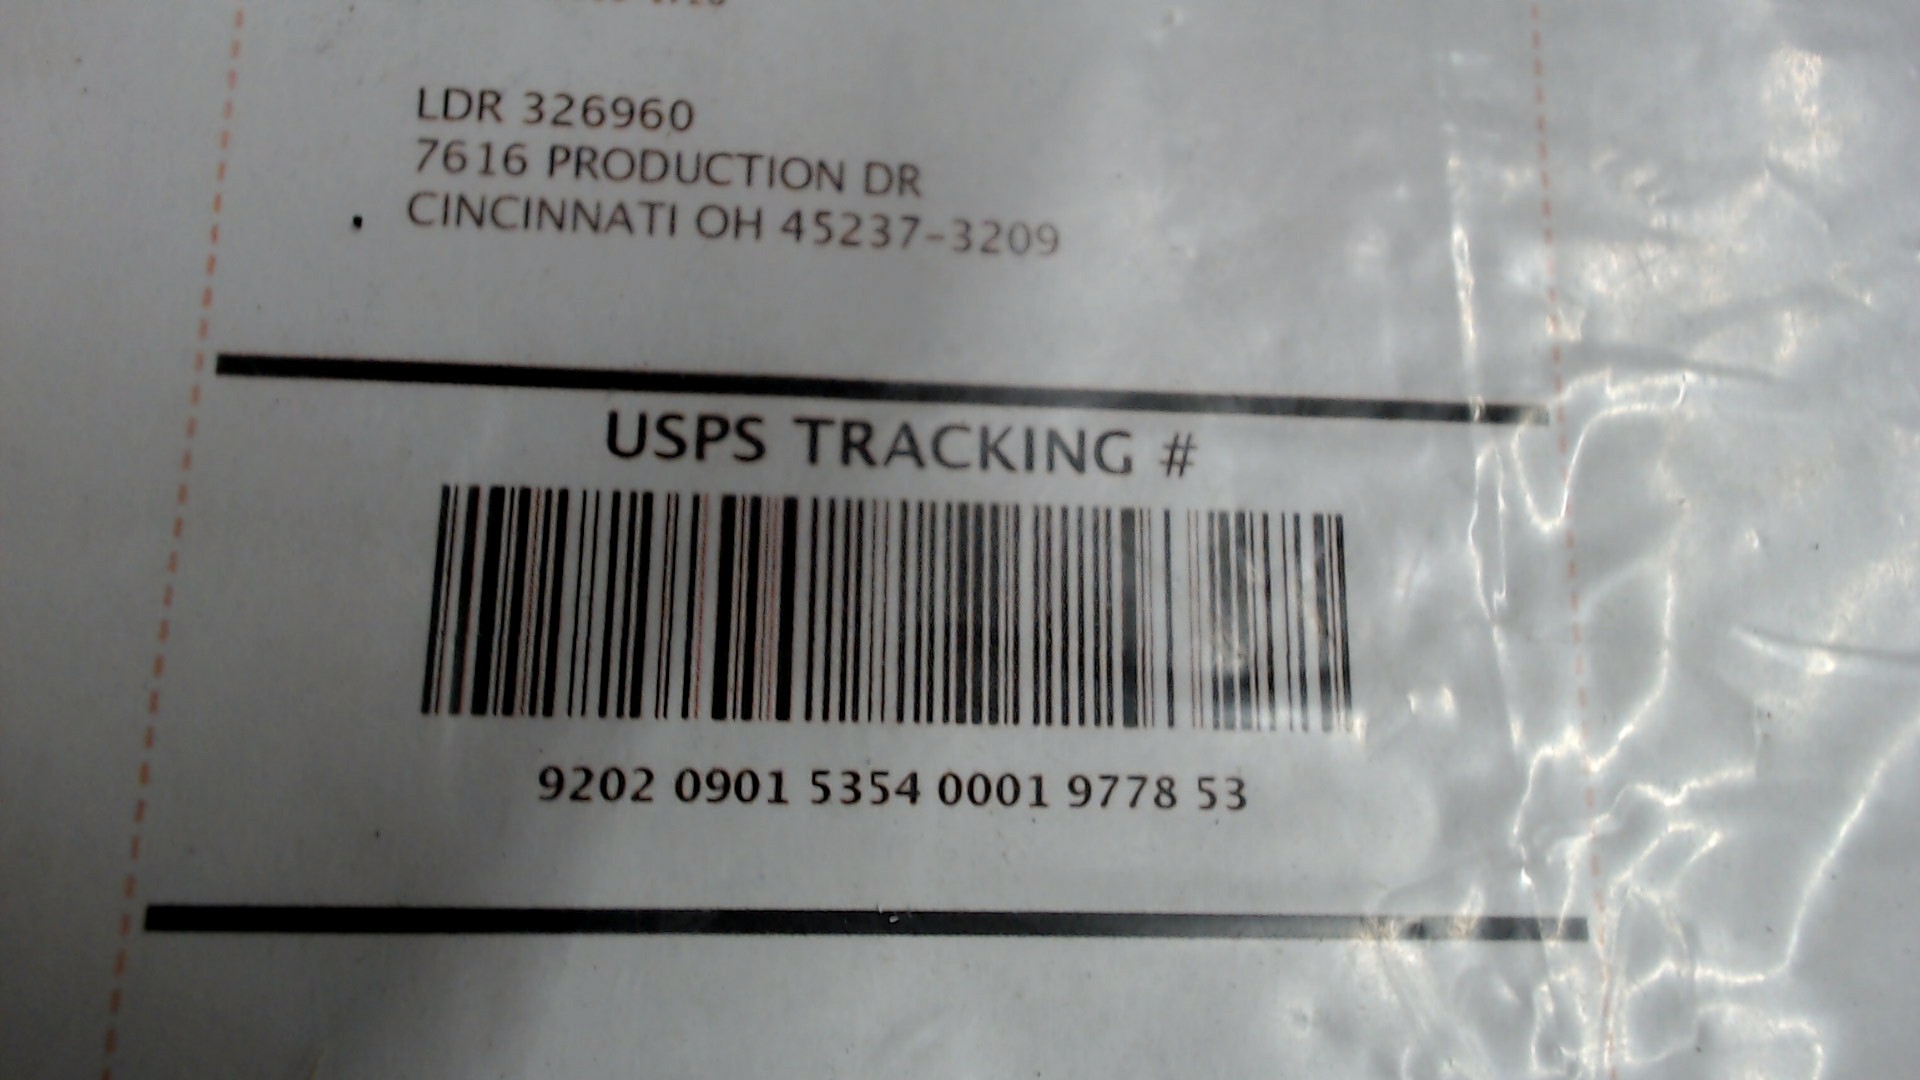 LDR 326960
7616 PRODUCTION DR
CINCINNATI OH 45237-3209
USPS TRACKING #
9202 0901 5354 0001 9778 53